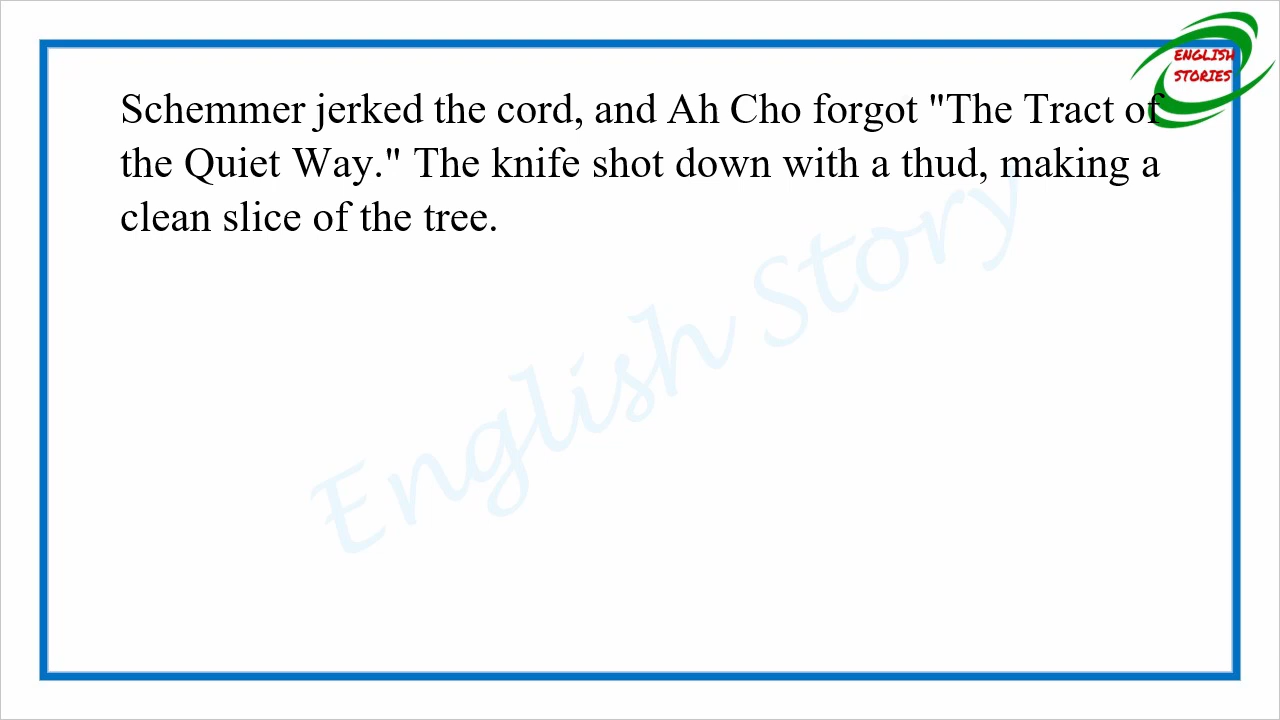 ENGLISH
STORIES
Schemmer jerked the cord, and Ah Cho forgot "The Tract of
the Quiet Way." The knife shot down with a thud, making a
clean slice of the tree.
English Story